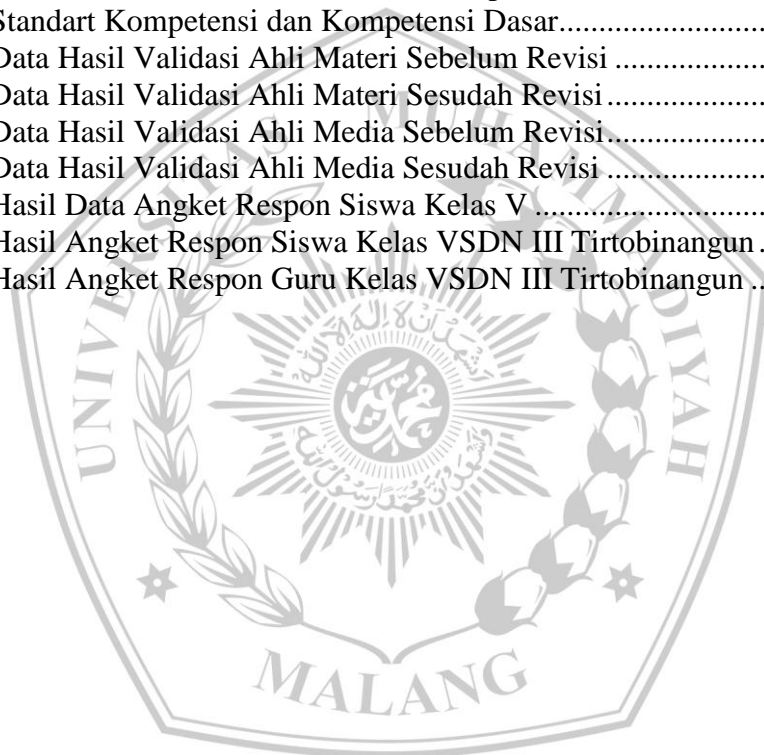 Standart Kompetensi dan Kompetensi Dasar.........................
Data Hasil Validasi Ahli Materi Sebelum Revisi ..................
Data Hasil Validasi Ahli Materi Sesudah Revisi ...................
Data Hasil Validasi Ahli Media Sebelum Revisi...................
Data Hasil Validasi Ahli Media Sesudah Revisi ...................
Hasil Data Angket Respon Siswa Kelas V ...........................
Hasil Angket Respon Siswa Kelas VSDN III Tirtobinangun .
Hasil Angket Respon Guru Kelas VSDN III Tirtobinangun ..
UNIVERSITAS MUHAMMADIYAH
MALANG